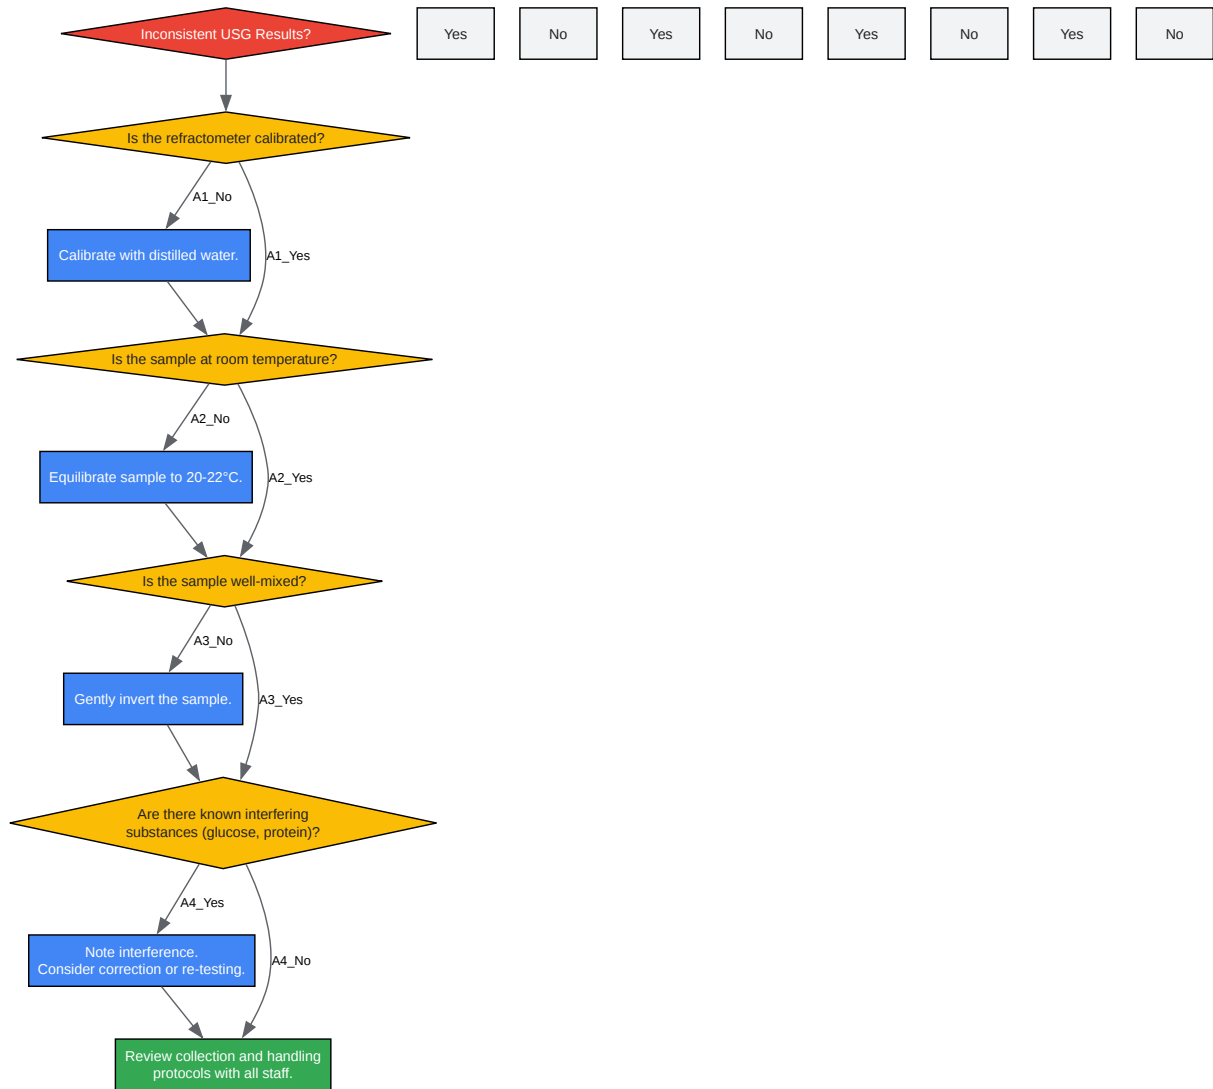 Inconsistent USG Results?
Yes
No
Yes
No
Yes
No
Yes
No
Is the refractometer calibrated?
A1_No
Calibrate with distilled water.
A1_Yes
Is the sample at room temperature?
A2_No
Equilibrate sample to 20-22°C.
A2_Yes
Is the sample well-mixed?
A3_No
Gently invert the sample.
A3_Yes
Are there known interfering
substances (glucose, protein)?
A4_Yes
Note interference.
Consider correction or re-testing.
A4_No
Review collection and handling
protocols with all staff.